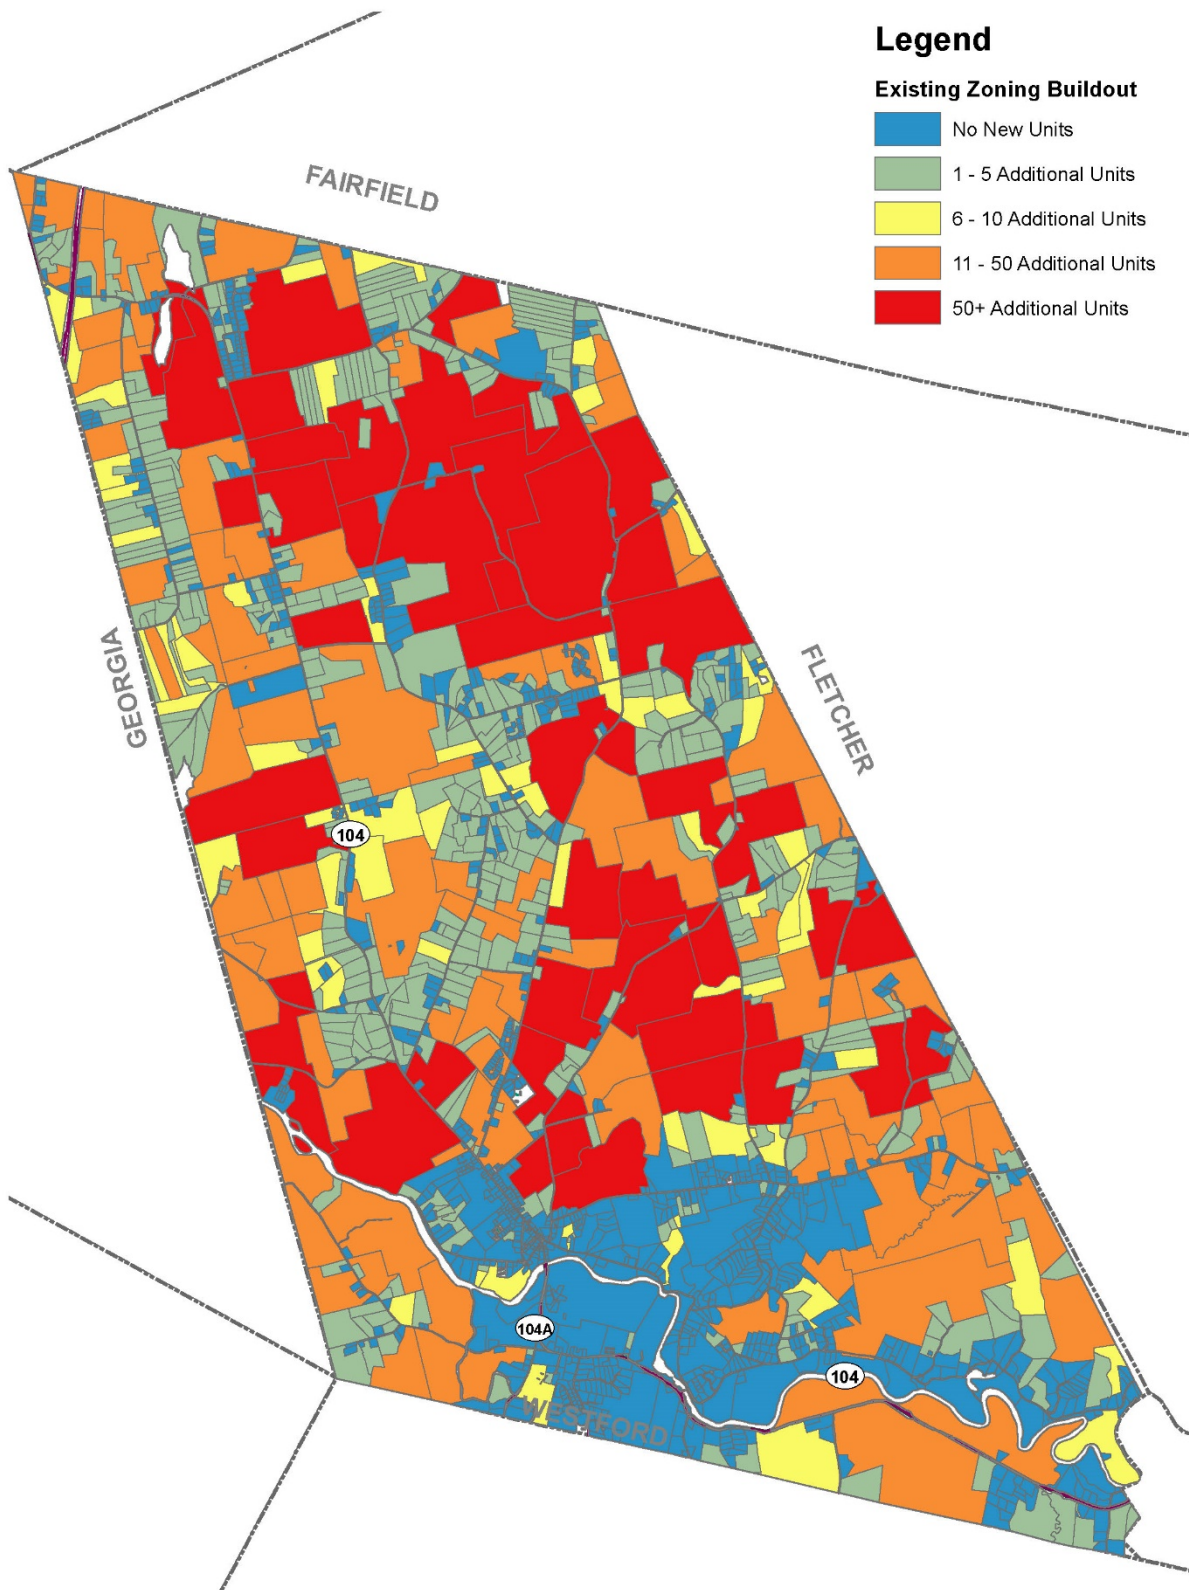 Legend
Existing Zoning Buildout
No New Units
1 - 5 Additional Units
6 - 10 Additional Units
11 - 50 Additional Units
50+ Additional Units
FAIRFIELD
GEORGIA
FLETCHER
104
104A
104
WESTFORD